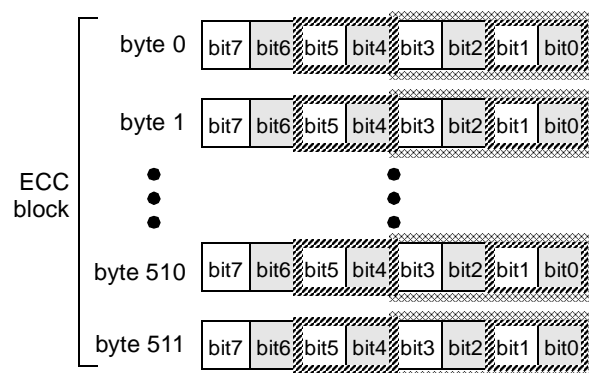 byte 0 bit7 bit6 bit5 bit4 bit3 bit2 bit1 bit0
byte 1 bit7 bit6 bit5 bit4 bit3 bit2 bit1 bit0
ECC
block
byte 510 bit7 bit6 bit5 bit4 bit3 bit2 bit1 bit0
byte 511 bit7 bit6 bit5 bit4 bit3 bit2 bit1 bit0